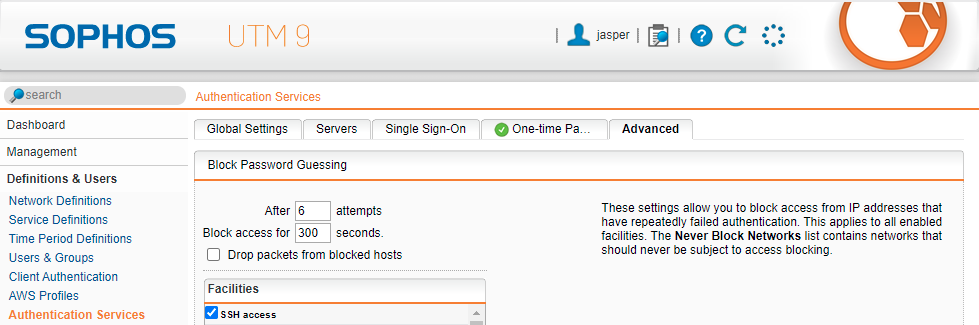 SOPHOS UTM 9
jasper
search
Authentication Services
Dashboard
Management
Definitions & Users
Network Definitions
Service Definitions
Time Period Definitions
Users & Groups
Client Authentication
AWS Profiles
Authentication Services
Global Settings Servers Single Sign-On One-time Pa... Advanced
Block Password Guessing
After 6 attempts
Block access for 300 seconds.
Drop packets from blocked hosts
Facilities
SSH access
These settings allow you to block access from IP addresses that
have repeatedly failed authentication. This applies to all enabled
facilities. The Never Block Networks list contains networks that
should never be subject to access blocking.